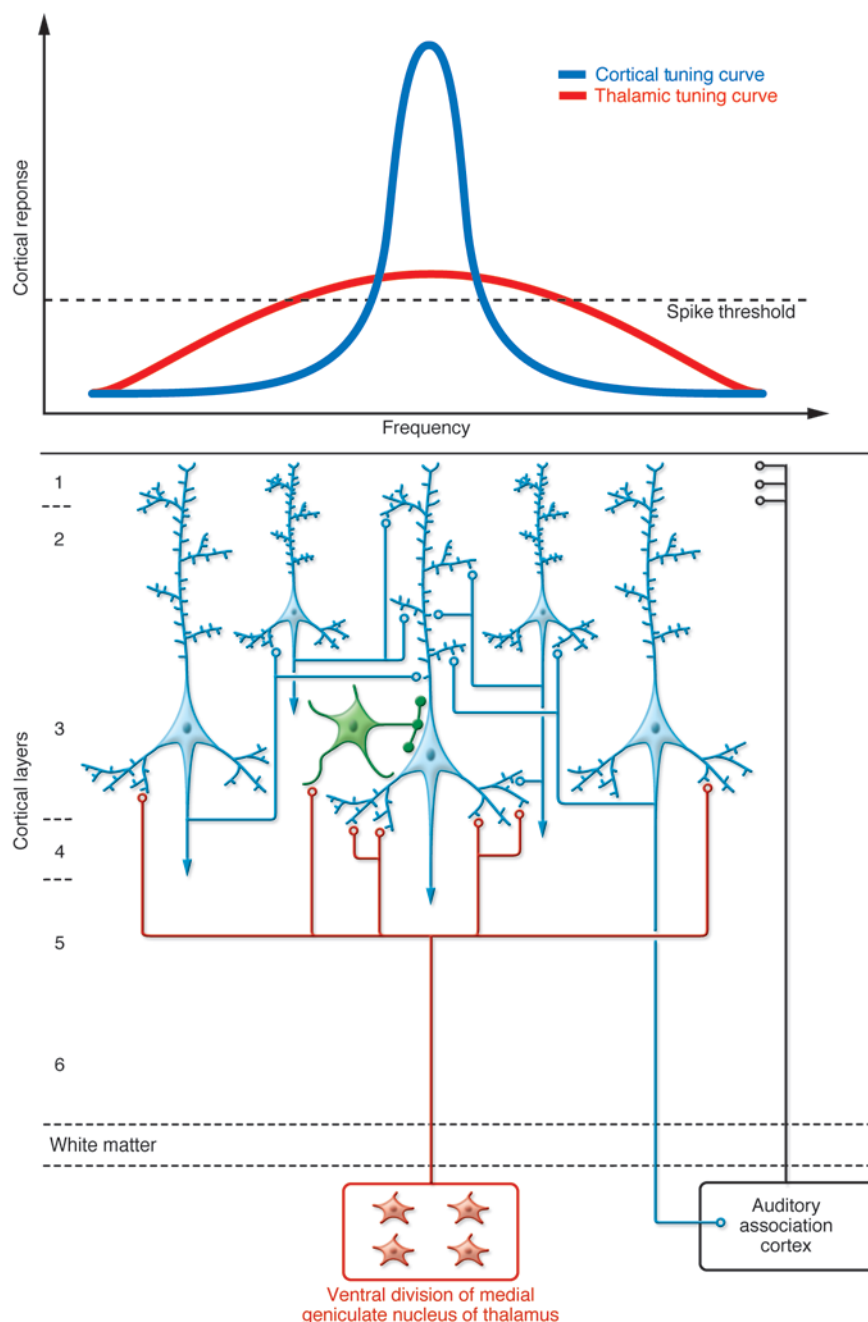 Cortical tuning curve
Thalamic tuning curve
Cortical reponse
Spike threshold
Frequency
Cortical layers
1
2
3
4
5
6
White matter
Auditory
association
cortex
Ventral division of medial
geniculate nucleus of thalamus